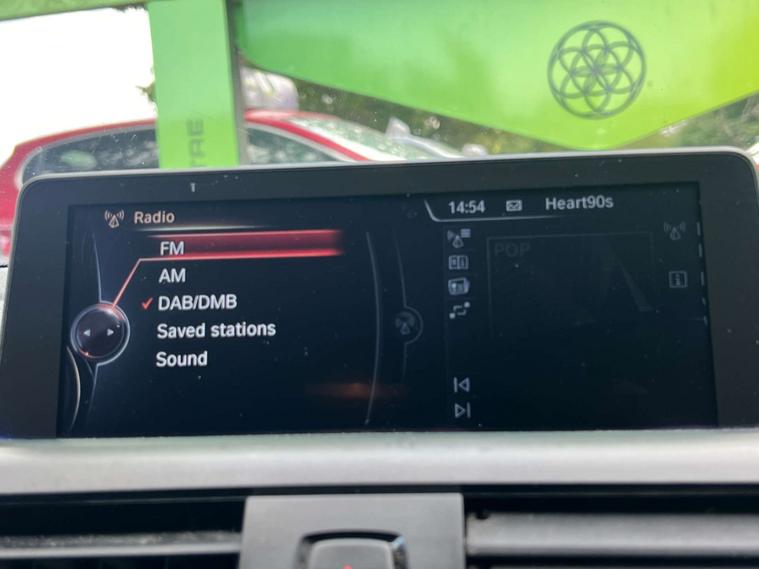 Radio
14:54
Heart90s
FM
AM
DAB/DMB
Saved stations
Sound
POP